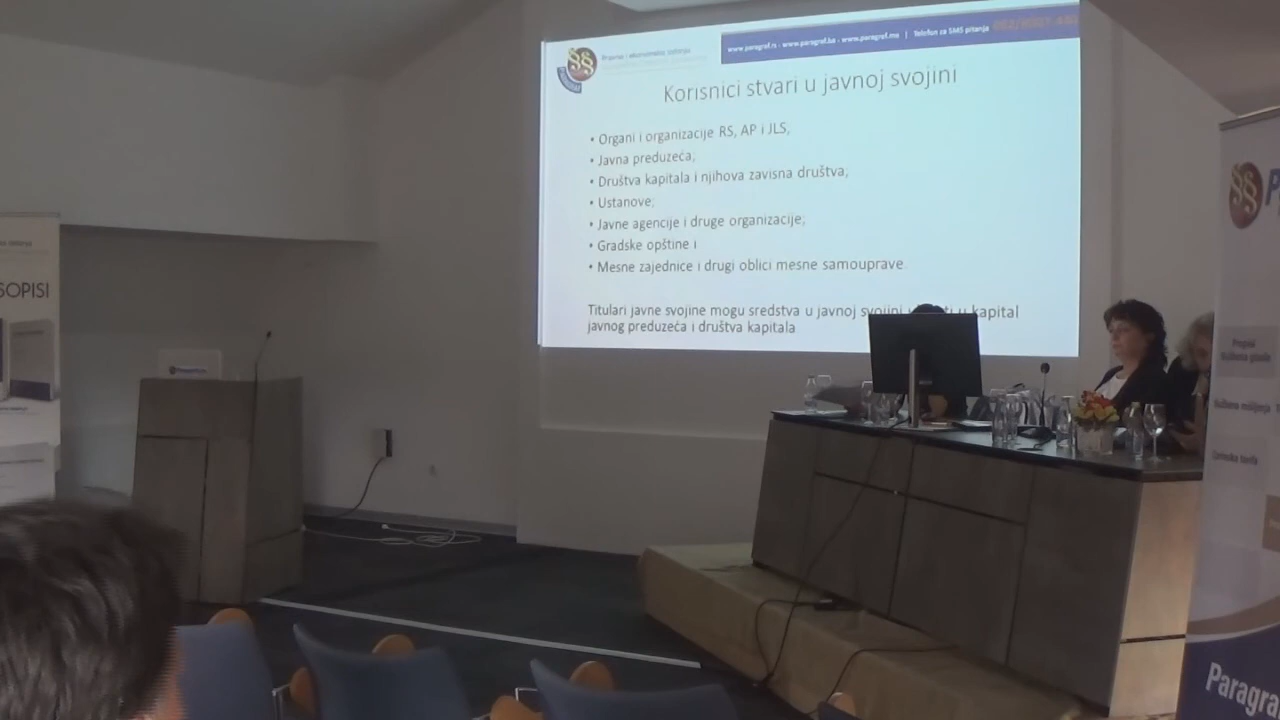 www.paragraf.rs - www.paragraf.ba - www.paragraf.me | Telefon za SMS pitanja
Korisnici stvari u javnoj svojini
• Organi i organizacije RS, AP i JLS;
• Javna preduzeća;
• Društva kapitala i njihova zavisna društva;
• Ustanove;
• Javne agencije i druge organizacije;
• Gradske opštine i
• Mesne zajednice i drugi oblici mesne samouprave
Titulari javne svojine mogu sredstva u javnoj svojini u kapital
javnog preduzeća i društva kapitala
SOPISI
Propisi
Paragra